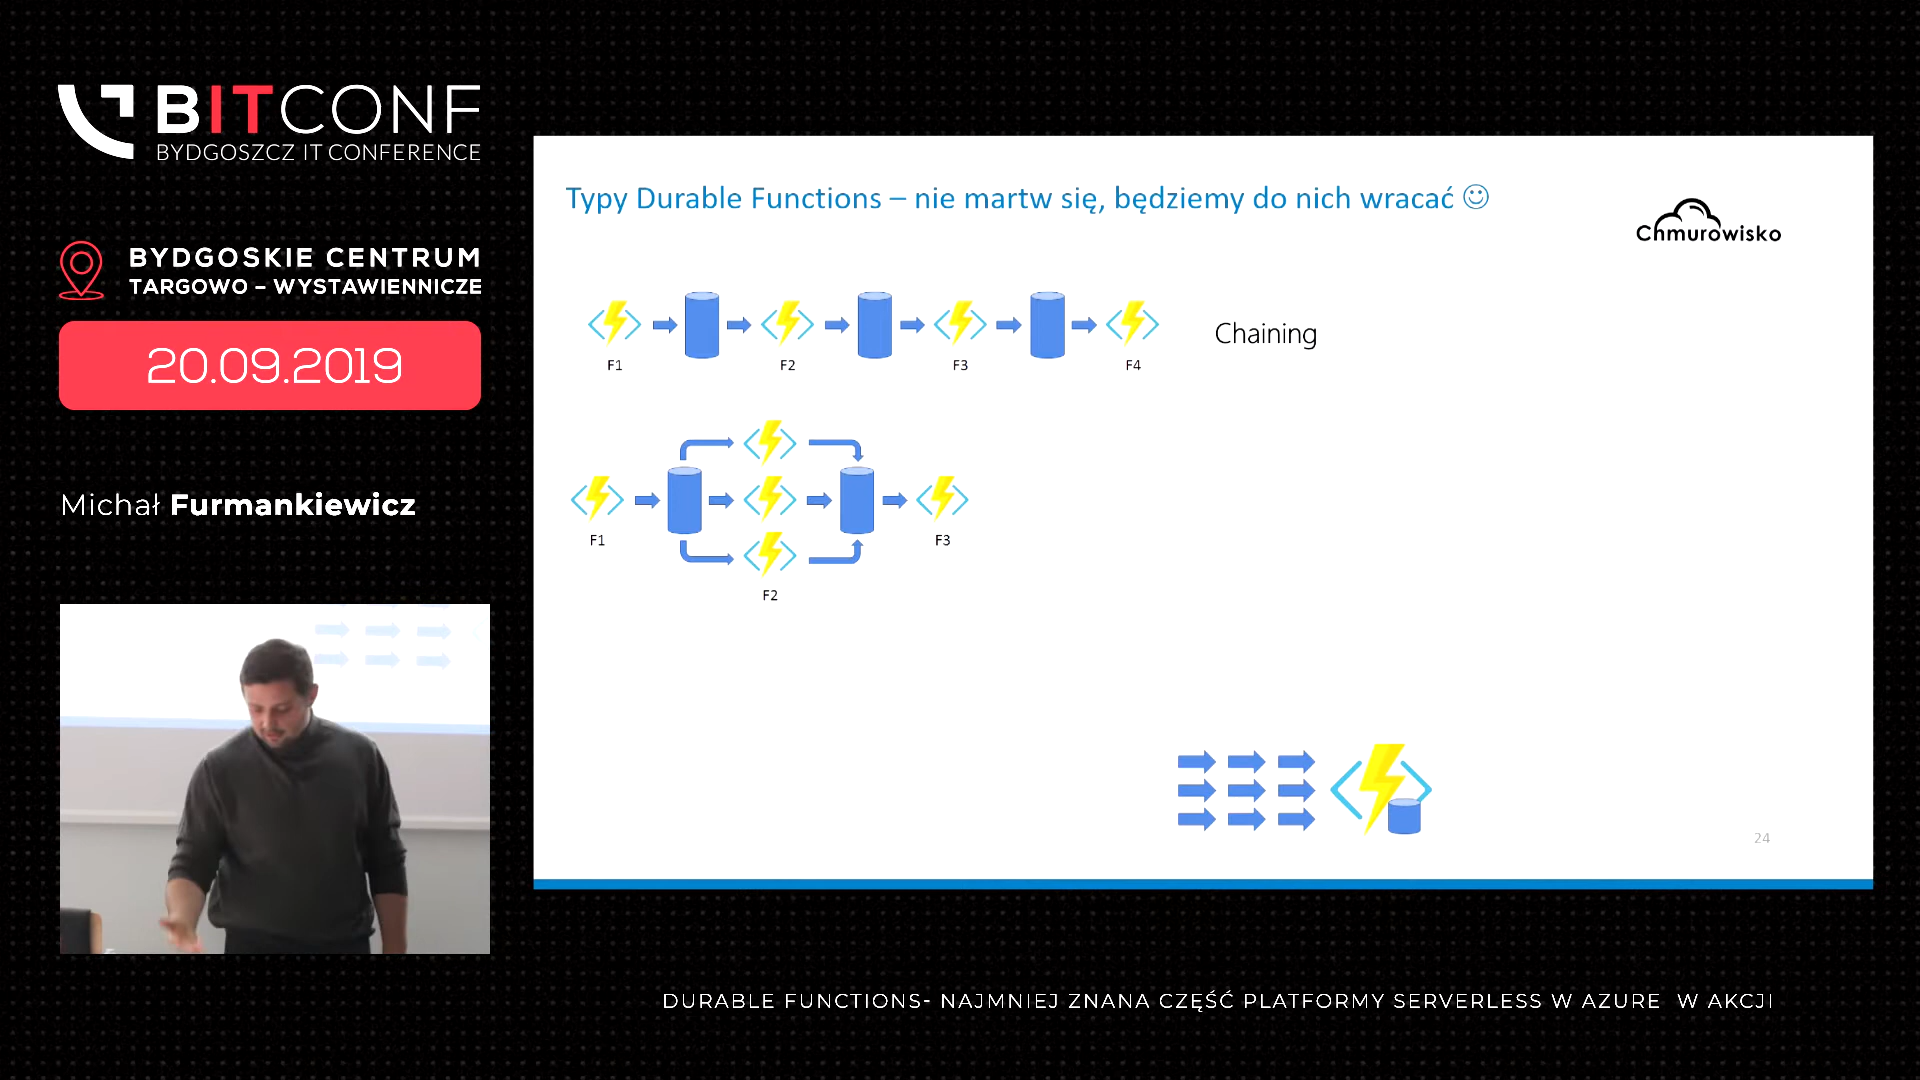 BITCONF
BYDGOSZCZ IT CONFERENCE
BYDGOSKIE CENTRUM
TARGOWO – WYSTAWIENNICZE
20.09.2019
Michał Furmankiewicz
Typy Durable Functions – nie martw się, będziemy do nich wracać ☺
Chmurowisko
F1 F2 F3 F4
Chaining
F1 F3
F2
24
DURABLE FUNCTIONS- NAJMNIEJ ZNANA CZĘŚĆ PLATFORMY SERVERLESS W AZURE W AKCJI